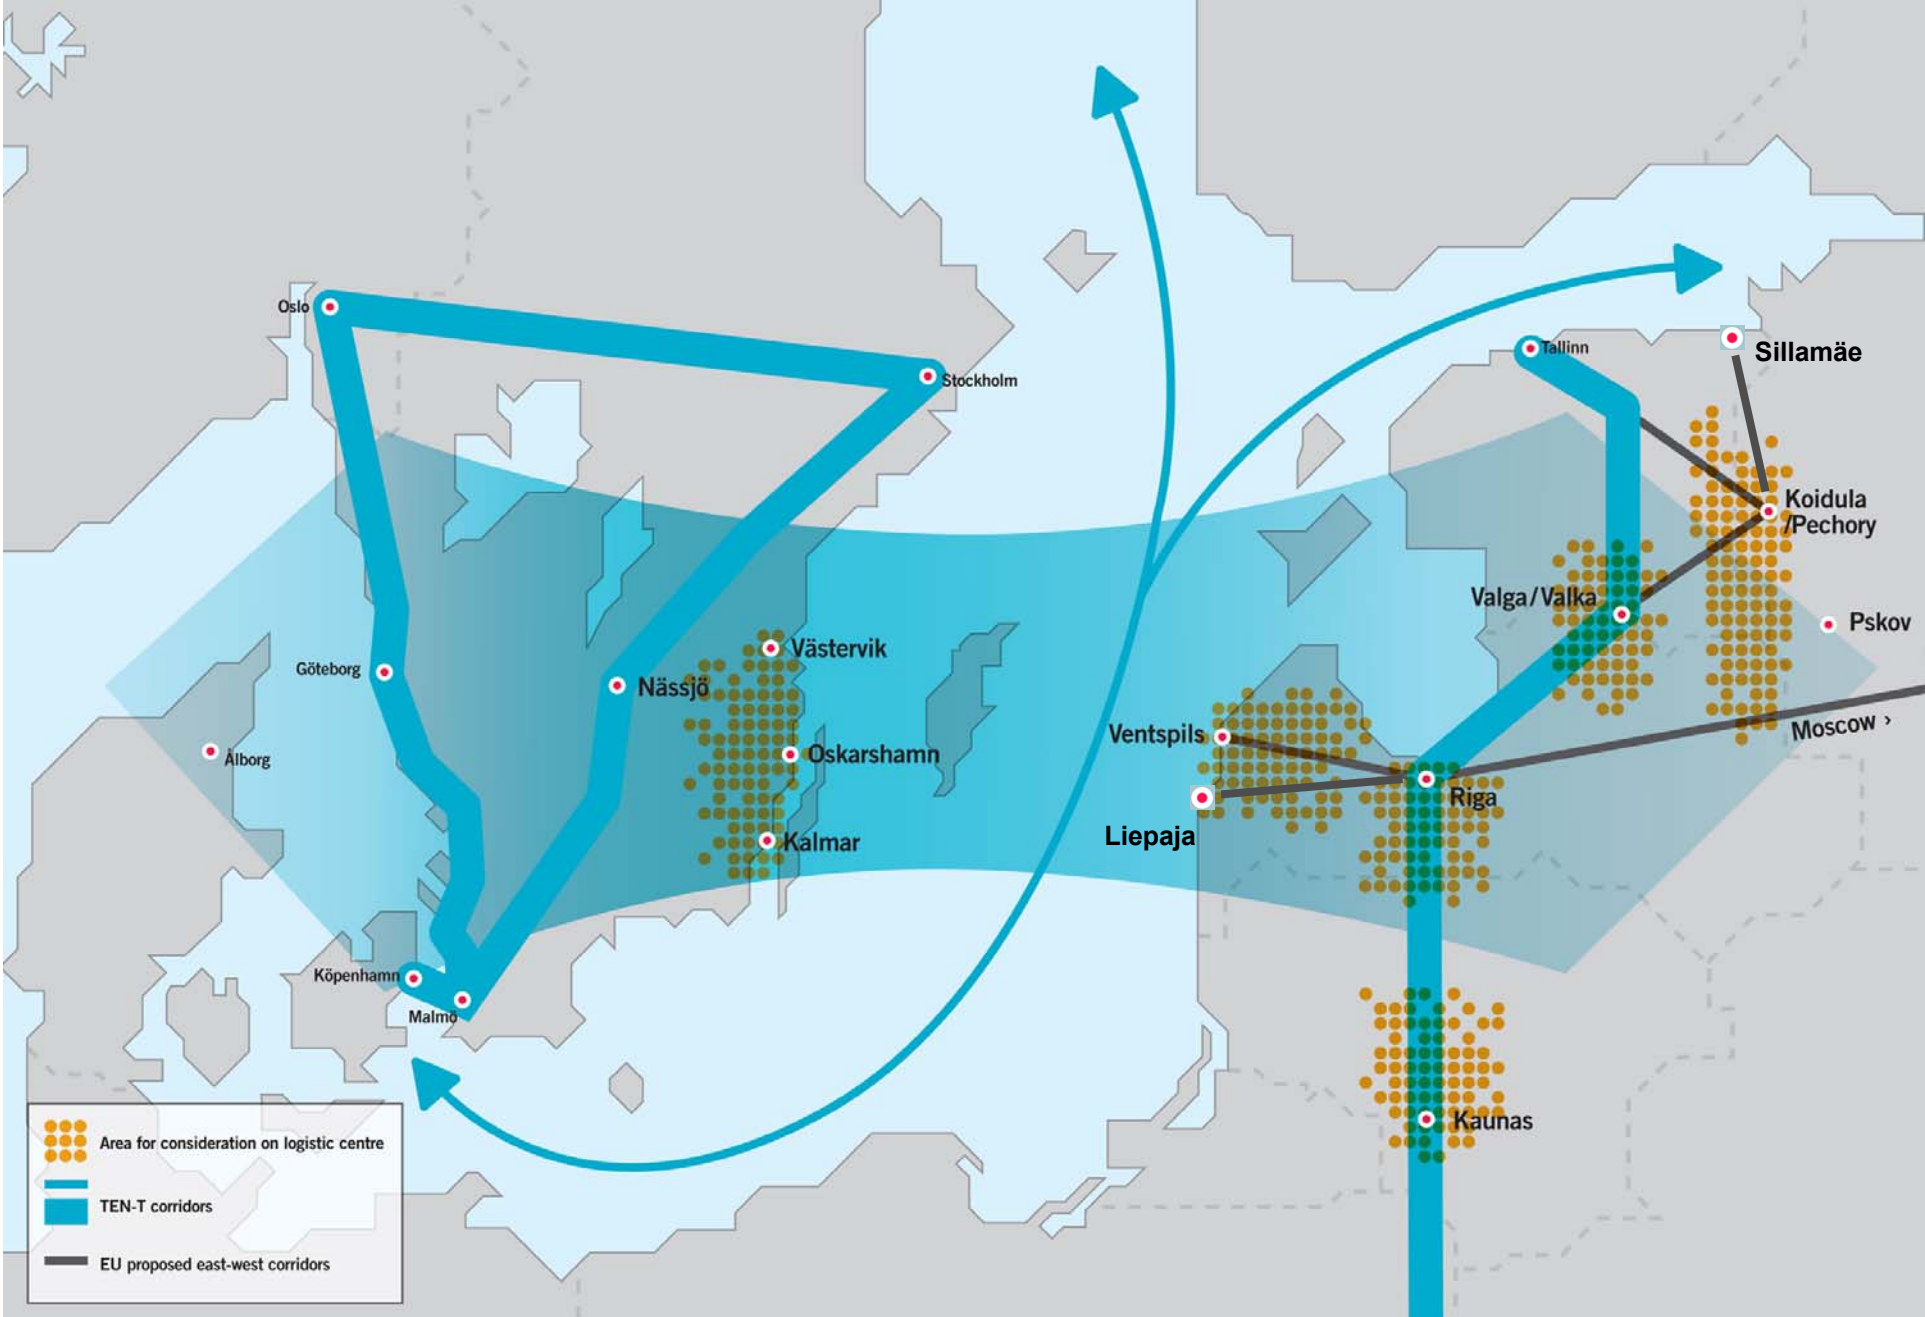 Oslo
Stockholm
Tallinn
Sillamäe
Koidula
/Pechory
Valga/Valka
Pskov
Västervik
Göteborg
Nässjö
Moscow ›
Ventspils
Ålborg
Oskarshamn
Riga
Liepaja
Kalmar
Köpenhamn
Malmö
Kaunas
Area for consideration on logistic centre
TEN-T corridors
EU proposed east-west corridors